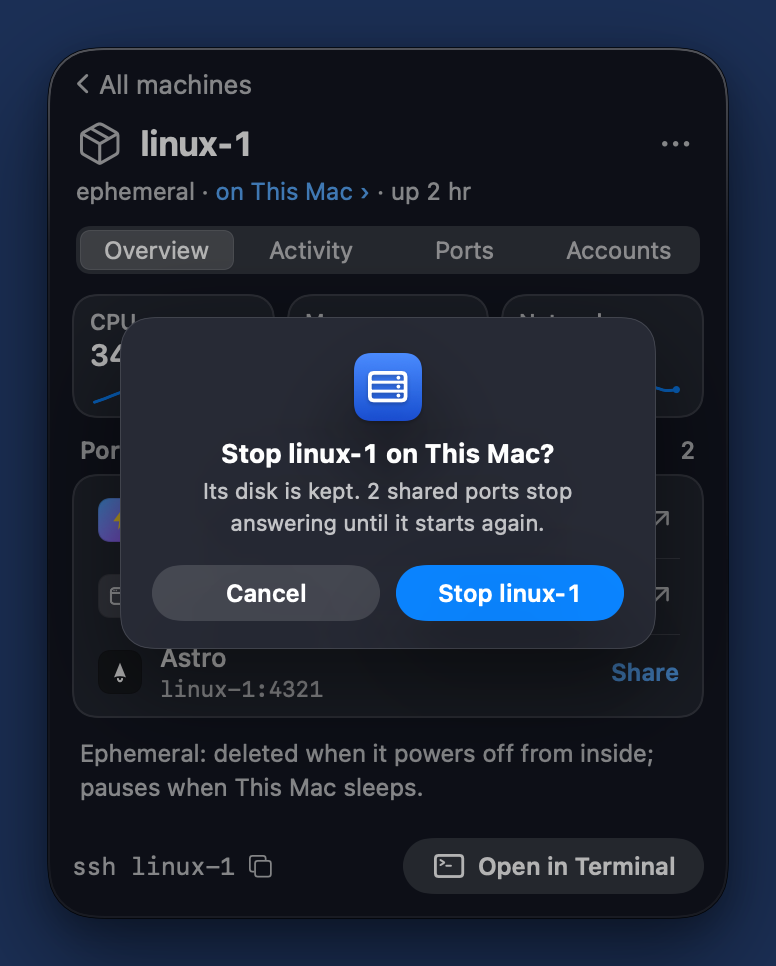 All machines
linux-1
ephemeral · on This Mac › · up 2 hr
Overview Activity Ports Accounts
CPU
34
2
Stop linux-1 on This Mac?
Its disk is kept. 2 shared ports stop
answering until it starts again.
Cancel Stop linux-1
Astro
linux-1:4321
Share
Ephemeral: deleted when it powers off from inside;
pauses when This Mac sleeps.
ssh linux-1
Open in Terminal